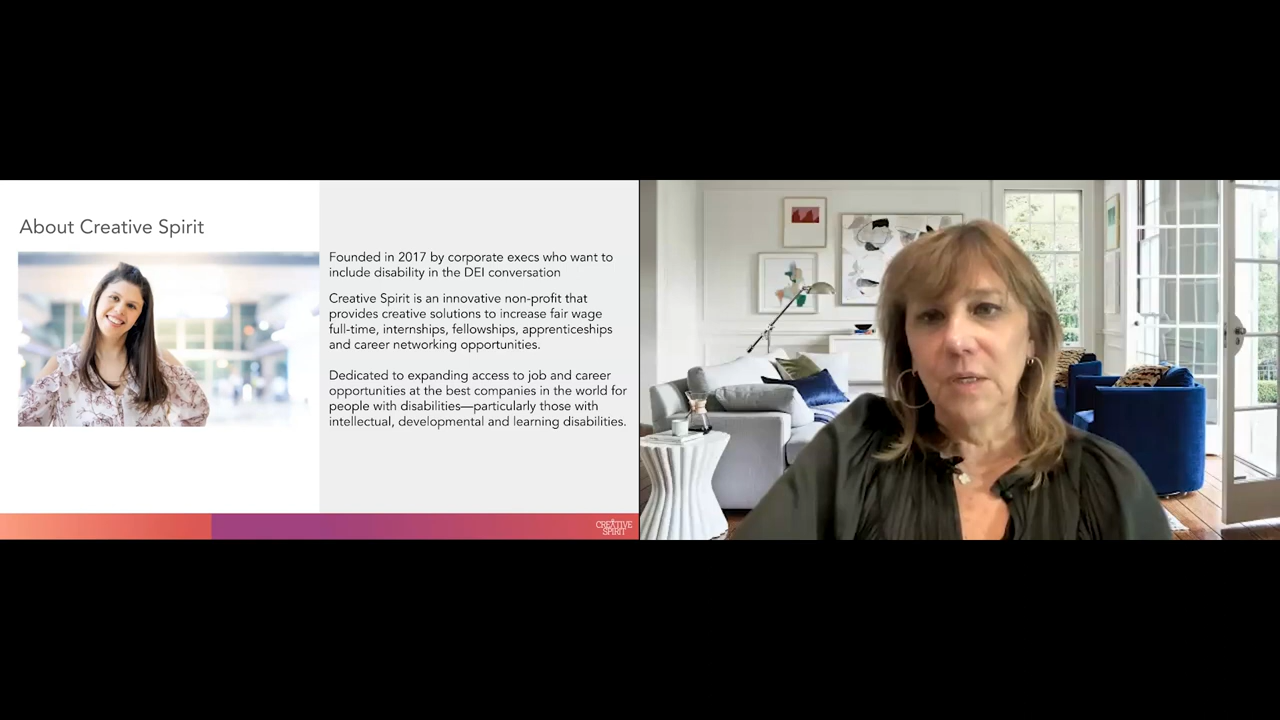 About Creative Spirit
Founded in 2017 by corporate execs who want to
include disability in the DEI conversation
Creative Spirit is an innovative non-profit that
provides creative solutions to increase fair wage
full-time, internships, fellowships, apprenticeships
and career networking opportunities.
Dedicated to expanding access to job and career
opportunities at the best companies in the world for
people with disabilities—particularly those with
intellectual, developmental and learning disabilities.
CREATIVE
SPIRIT